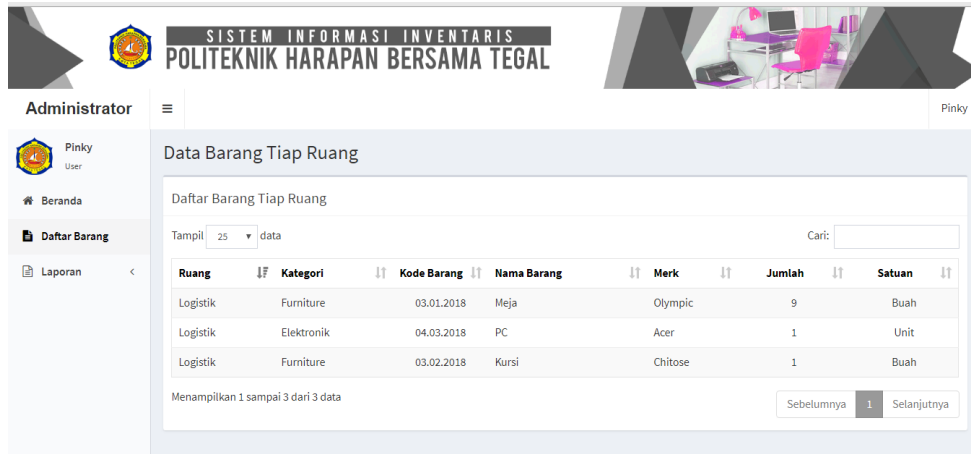 SISTEM INFORMASI INVENTARIS
POLITEKNIK HARAPAN BERSAMA TEGAL
Administrator
Pinky
Pinky
User
Beranda
Daftar Barang
Laporan
Data Barang Tiap Ruang
Daftar Barang Tiap Ruang
Tampil 25 data Cari:
Ruang Kategori Kode Barang Nama Barang Merk Jumlah Satuan
Logistik Furniture 03.01.2018 Meja Olympic 9 Buah
Logistik Elektronik 04.03.2018 PC Acer 1 Unit
Logistik Furniture 03.02.2018 Kursi Chitose 1 Buah
Menampilkan 1 sampai 3 dari 3 data
Sebelumnya 1 Selanjutnya